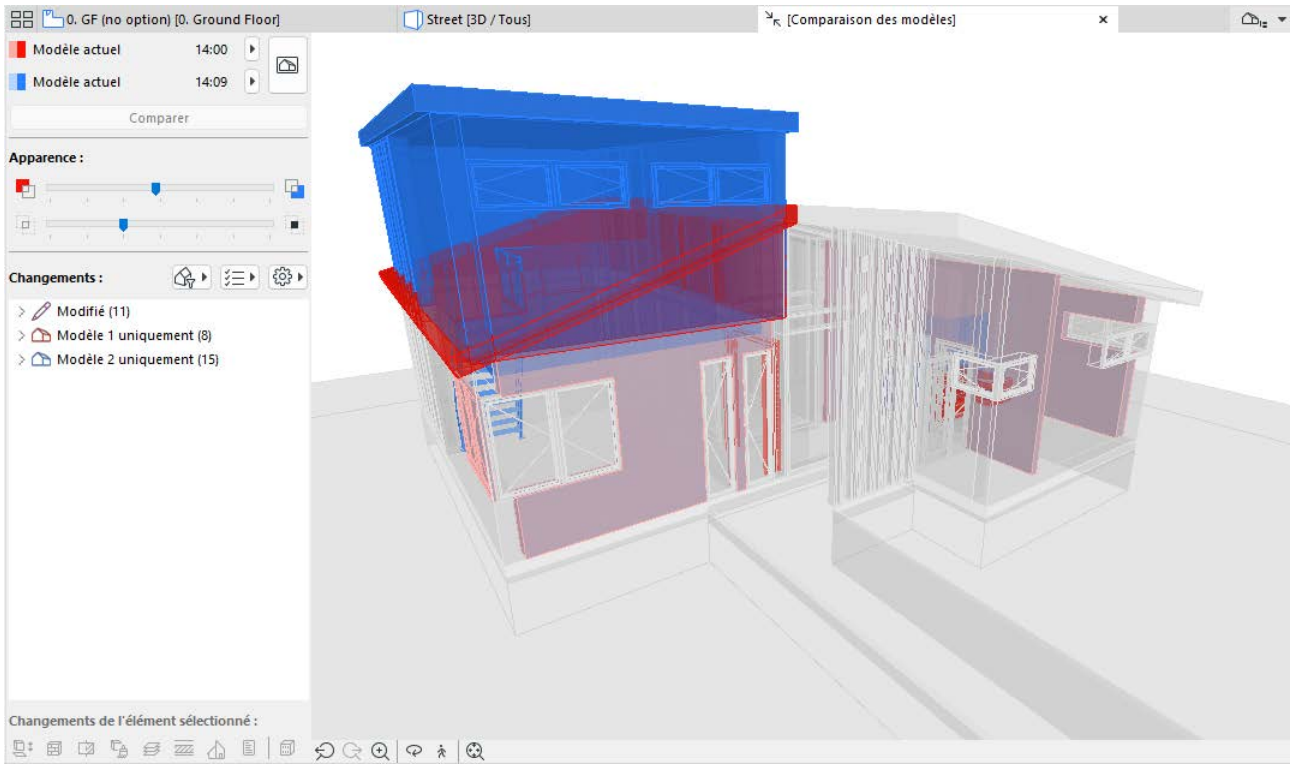 0. GF (no option) [0. Ground Floor]
Street [3D / Tous]
[Comparaison des modèles]
Modèle actuel 14:00
Modèle actuel 14:09
Comparer
Apparence :
Changements :
Modifié (11)
Modèle 1 uniquement (8)
Modèle 2 uniquement (15)
Changements de l'élément sélectionné :